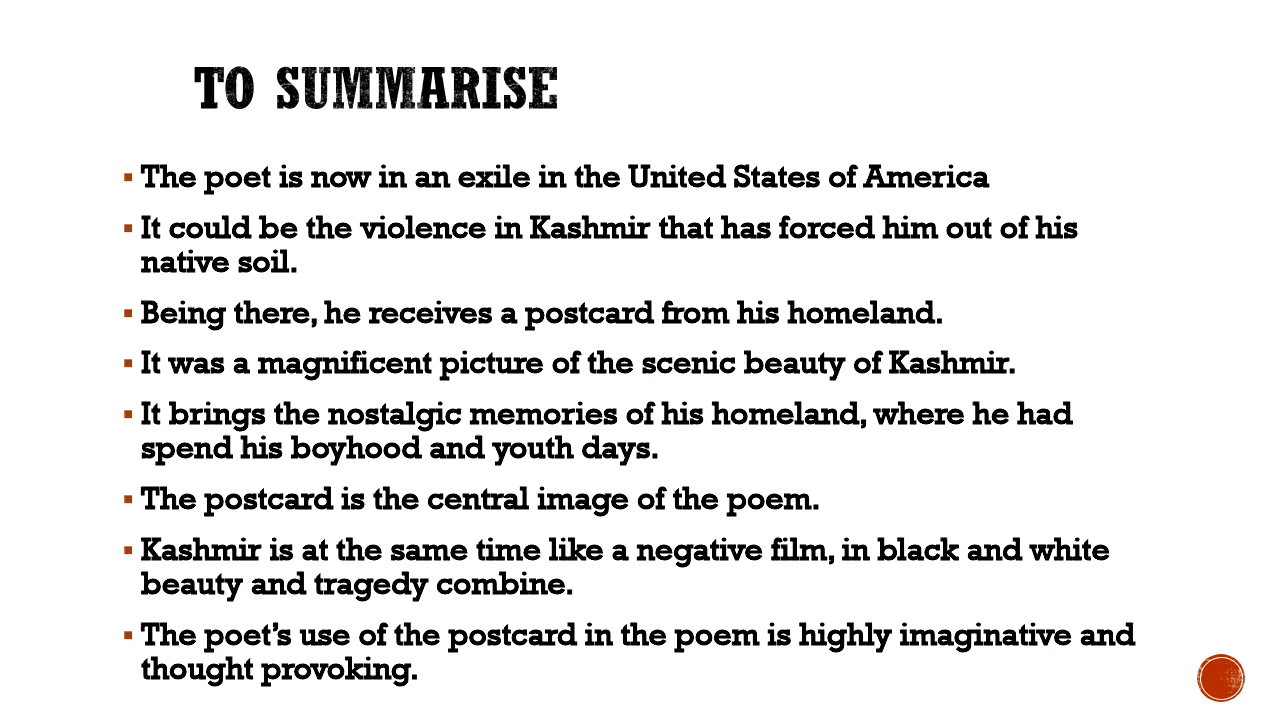 TO SUMMARISE
▪ The poet is now in an exile in the United States of America
▪ It could be the violence in Kashmir that has forced him out of his
native soil.
▪ Being there, he receives a postcard from his homeland.
▪ It was a magnificent picture of the scenic beauty of Kashmir.
▪ It brings the nostalgic memories of his homeland, where he had
spend his boyhood and youth days.
▪ The postcard is the central image of the poem.
▪ Kashmir is at the same time like a negative film, in black and white
beauty and tragedy combine.
▪ The poet’s use of the postcard in the poem is highly imaginative and
thought provoking.